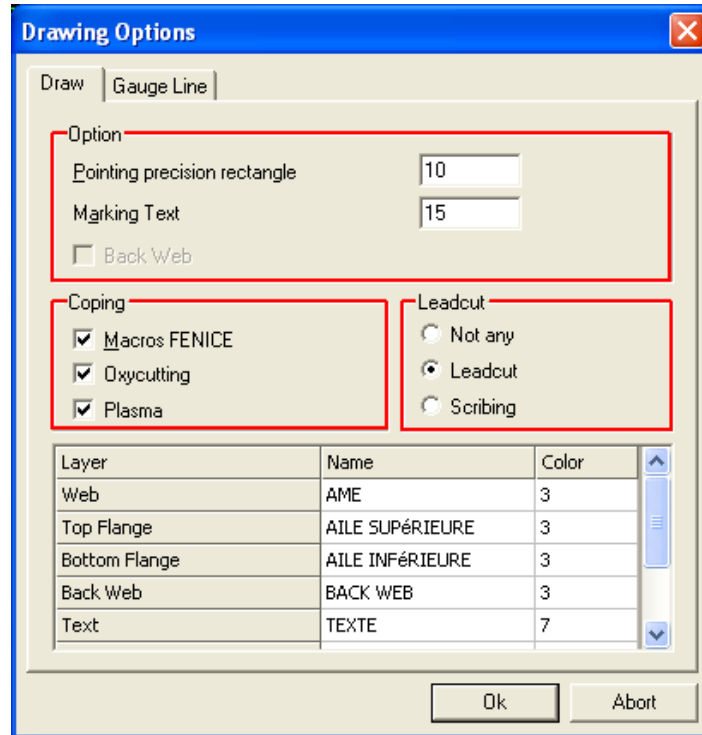 Drawing Options
Draw Gauge Line
Option
Pointing precision rectangle 10
Marking Text 15
Back Web
Coping Leadcut
Macros FENICE Not any
Oxycutting Leadcut
Plasma Scribing
Layer Name Color
Web AME 3
Top Flange AILE SUPéRIEURE 3
Bottom Flange AILE INFéRIEURE 3
Back Web BACK WEB 3
Text TEXTE 7
Ok Abort